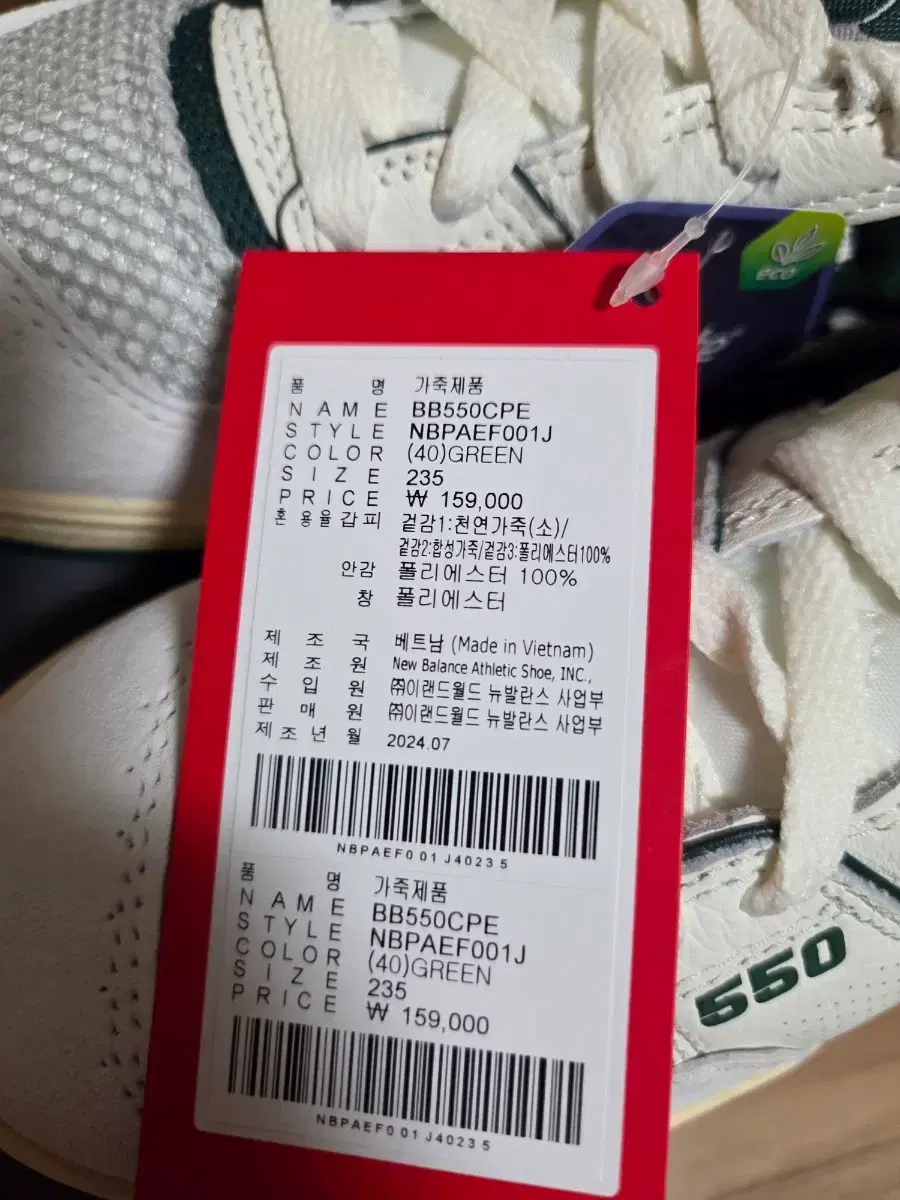 eco
품 명 가죽제품
NAME BB550CPE
STYLE NBPAEF001J
COLOR (40)GREEN
SIZE 235
PRICE ₩ 159,000
혼용율 갑피 겉감1:천연가죽(소)/
겉감2:합성가죽/겉감3:폴리에스터100%
안감 폴리에스터 100%
창 폴리에스터
제조국 베트남 (Made in Vietnam)
제조원 New Balance Athletic Shoe, INC.,
수입원 ㈜이랜드월드 뉴발란스 사업부
판매원 ㈜이랜드월드 뉴발란스 사업부
제조년월 2024.07
NBPAEF001J40235
품 명 가죽제품
NAME BB550CPE
STYLE NBPAEF001J
COLOR (40)GREEN
SIZE 235
PRICE ₩ 159,000
NBPAEF001J40235
550